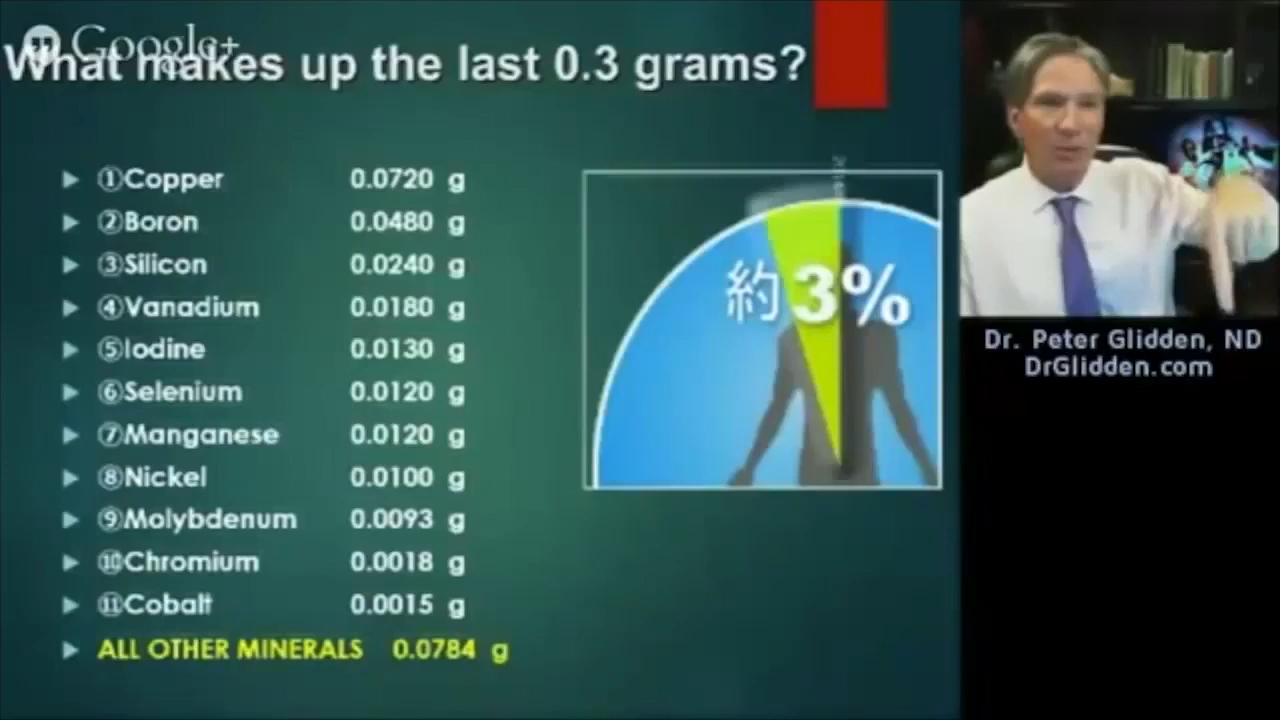 Google+
What makes up the last 0.3 grams?
①Copper 0.0720 g
②Boron 0.0480 g
③Silicon 0.0240 g
④Vanadium 0.0180 g
⑤Iodine 0.0130 g
⑥Selenium 0.0120 g
⑦Manganese 0.0120 g
⑧Nickel 0.0100 g
⑨Molybdenum 0.0093 g
⑩Chromium 0.0018 g
⑪Cobalt 0.0015 g
ALL OTHER MINERALS 0.0784 g
約3%
Dr. Peter Glidden, ND
DrGlidden.com